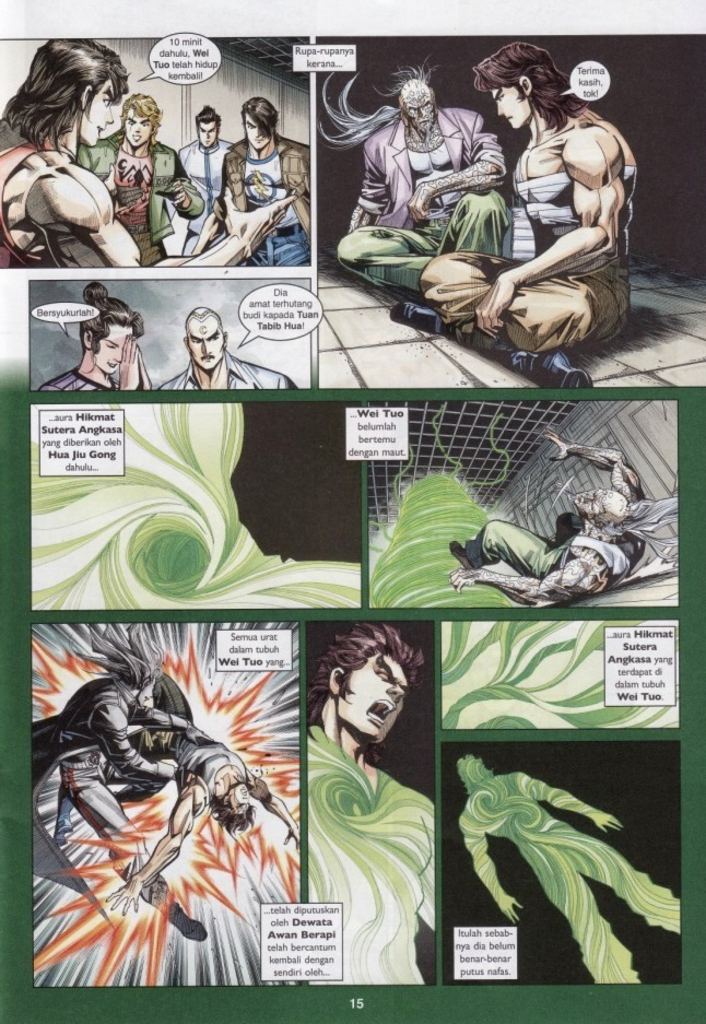 10 minit
dahulu, Wei
Tuo telah hidup
kembali!
Rupa-rupanya
kerana...
Terima
kasih,
tok!
Bersyukurlah!
Dia
amat terhutang
budi kapada Tuan
Tabib Hua!
...aura Hikmat
Sutera Angkasa
yang diberikan oleh
Hua Jiu Gong
dahulu...
...Wei Tuo
belumlah
bertemu
dengan maut.
Semua urat
dalam tubuh
Wei Tuo yang...
...telah diputuskan
oleh Dewata
Awan Berapi
telah bercantum
kembali dengan
sendiri oleh...
...aura Hikmat
Sutera
Angkasa yang
terdapat di
dalam tubuh
Wei Tuo.
Itulah sebab-
nya dia belum
benar-benar
putus nafas.
15